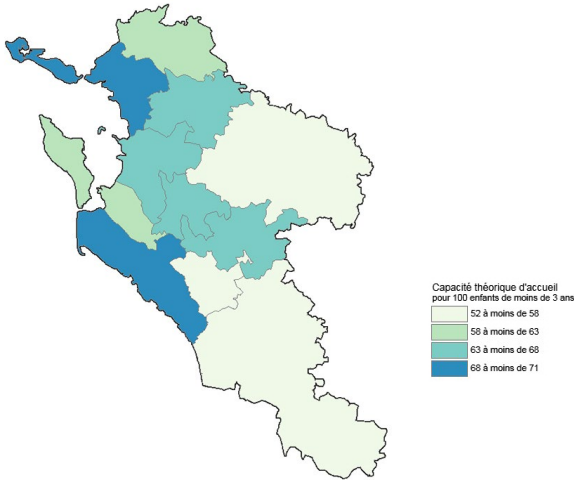 Capacité théorique d'accueil
pour 100 enfants de moins de 3 ans
52 à moins de 58
58 à moins de 63
63 à moins de 68
68 à moins de 71